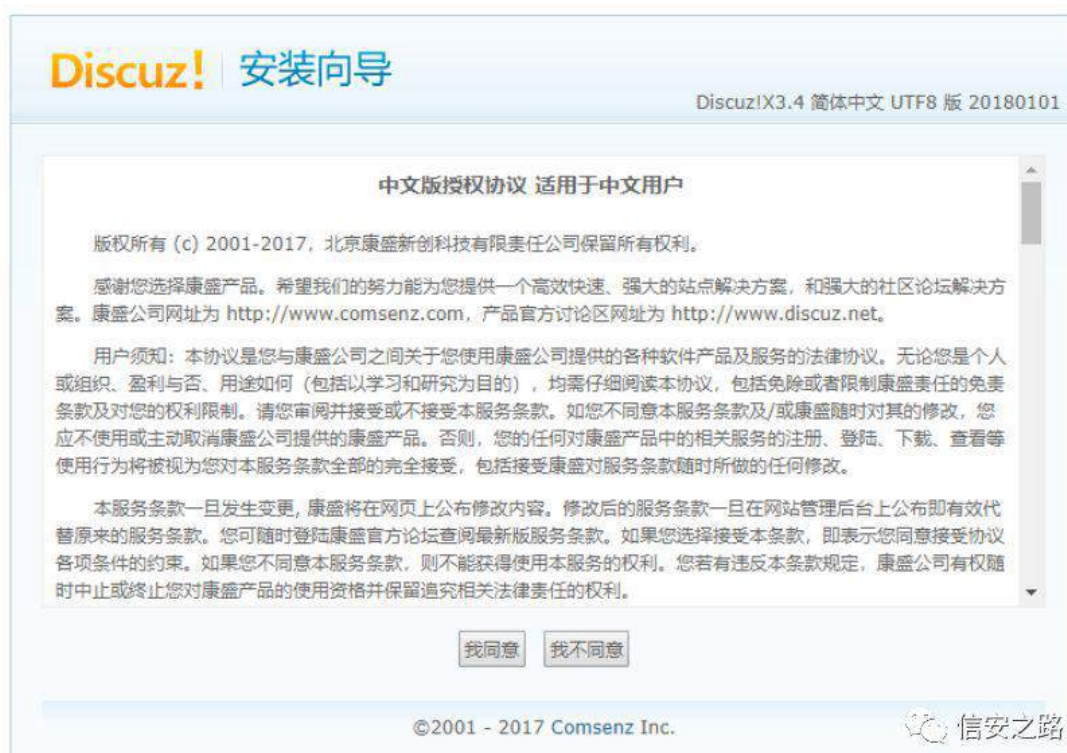 Discuz! 安装向导
Discuz!X3.4 简体中文 UTF8 版 20180101
中文版授权协议 适用于中文用户
版权所有 (c) 2001-2017，北京康盛新创科技有限责任公司保留所有权利。
感谢您选择康盛产品。希望我们的努力能为您提供一个高效快速、强大的站点解决方案，和强大的社区论坛解决方
案。康盛公司网址为 http://www.comsenz.com，产品官方讨论区网址为 http://www.discuz.net。
用户须知：本协议是您与康盛公司之间关于您使用康盛公司提供的各种软件产品及服务的法律协议。无论您是个人
或组织、盈利与否、用途如何（包括以学习和研究为目的），均需仔细阅读本协议，包括免除或者限制康盛责任的免责
条款及对您的权利限制。请您审阅并接受或不接受本服务条款。如您不同意本服务条款及/或康盛随时对其的修改，您
应不使用或主动取消康盛公司提供的康盛产品。否则，您的任何对康盛产品中的相关服务的注册、登陆、下载、查看等
使用行为将被视为您对本服务条款全部的完全接受，包括接受康盛对服务条款随时所做的任何修改。
本服务条款一旦发生变更, 康盛将在网页上公布修改内容。修改后的服务条款一旦在网站管理后台上公布即有效代
替原来的服务条款。您可随时登陆康盛官方论坛查阅最新版服务条款。如果您选择接受本条款，即表示您同意接受协议
各项条件的约束。如果您不同意本服务条款，则不能获得使用本服务的权利。您若有违反本条款规定，康盛公司有权随
时中止或终止您对康盛产品的使用资格并保留追究相关法律责任的权利。
我同意 我不同意
©2001 - 2017 Comsenz Inc.
信安之路